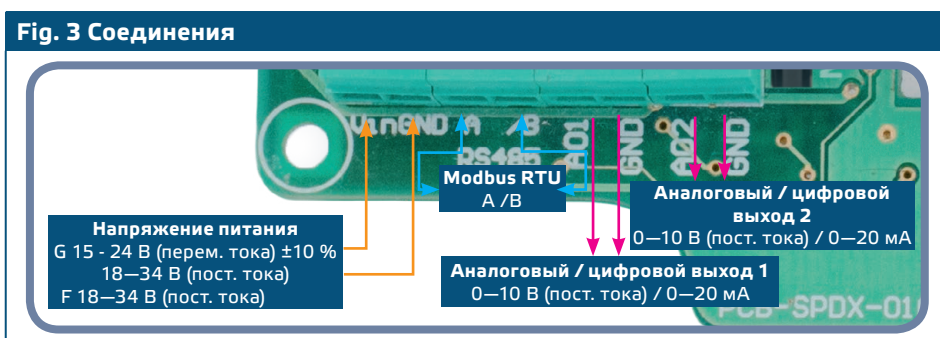 Fig. 3 Соединения
Vin GND A /B AO1 GND AO2 GND
RS485
Modbus RTU
A /B
Напряжение питания
G 15 - 24 В (перем. тока) ±10 %
18—34 В (пост. тока)
F 18—34 В (пост. тока)
Аналоговый / цифровой выход 1
0—10 В (пост. тока) / 0—20 мА
Аналоговый / цифровой
выход 2
0—10 В (пост. тока) / 0—20 мА
PCB-SPDX-01